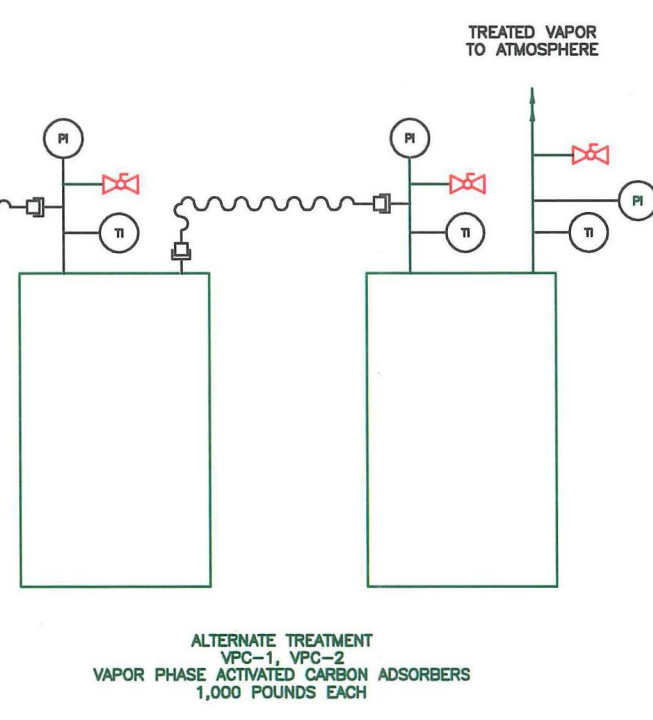 TREATED VAPOR
TO ATMOSPHERE
PI
PI
PI
TI
TI
TI
ALTERNATE TREATMENT
VPC-1, VPC-2
VAPOR PHASE ACTIVATED CARBON ADSORBERS
1,000 POUNDS EACH